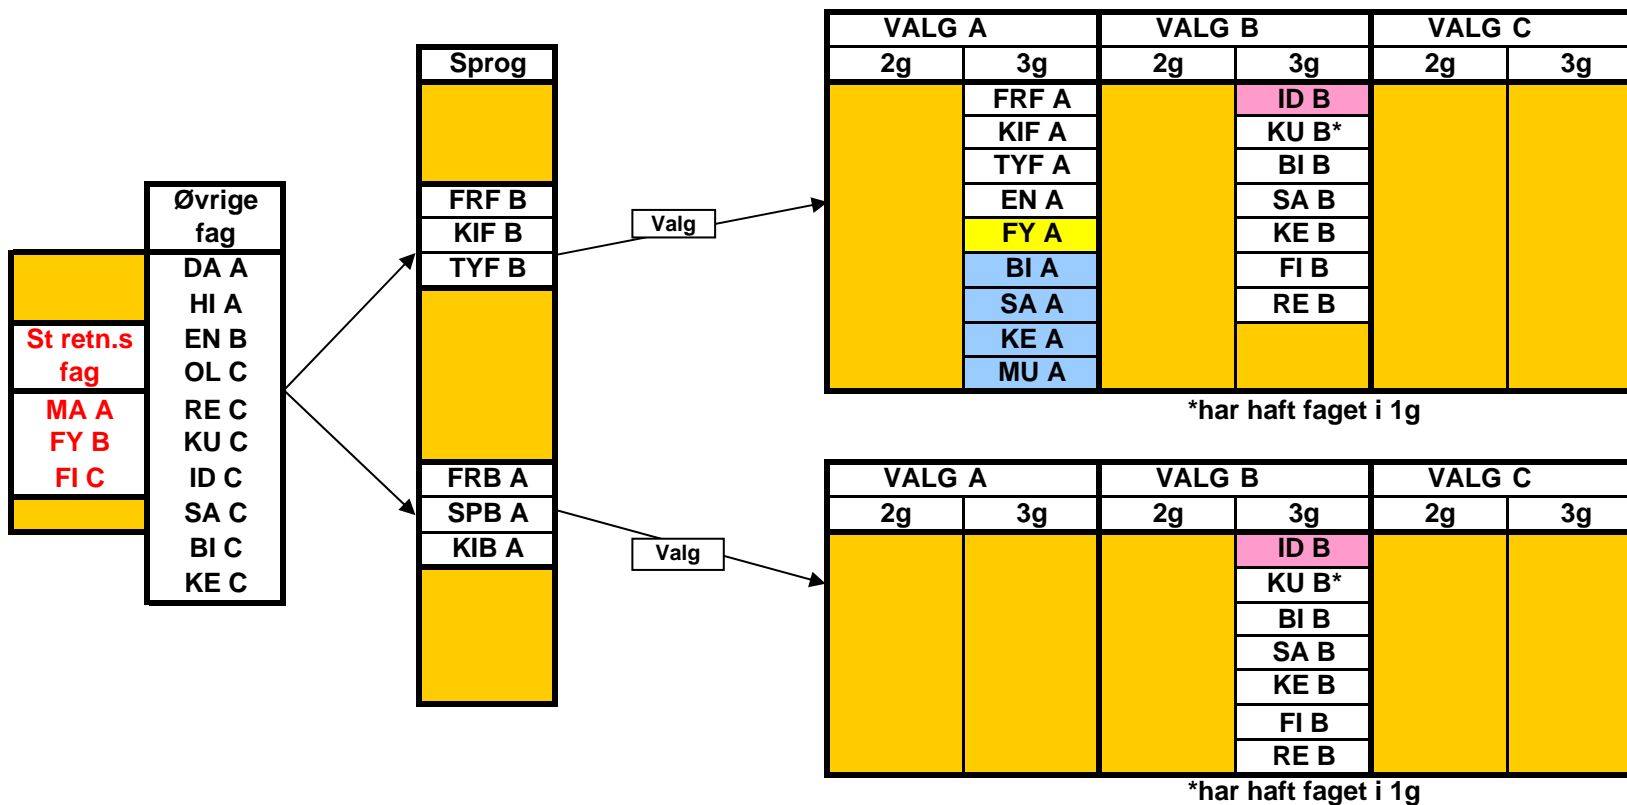 St retn.s
fag
MA A
FY B
FI C
Øvrige
fag
DA A
HI A
EN B
OL C
RE C
KU C
ID C
SA C
BI C
KE C
Sprog
FRF B
KIF B
TYF B
FRB A
SPB A
KIB A
Valg
Valg
VALG A VALG B VALG C
2g 3g 2g 3g 2g 3g
FRF A ID B
KIF A KU B*
TYF A BI B
EN A SA B
FY A KE B
BI A FI B
SA A RE B
KE A
MU A
*har haft faget i 1g
VALG A VALG B VALG C
2g 3g 2g 3g 2g 3g
ID B
KU B*
BI B
SA B
KE B
FI B
RE B
*har haft faget i 1g